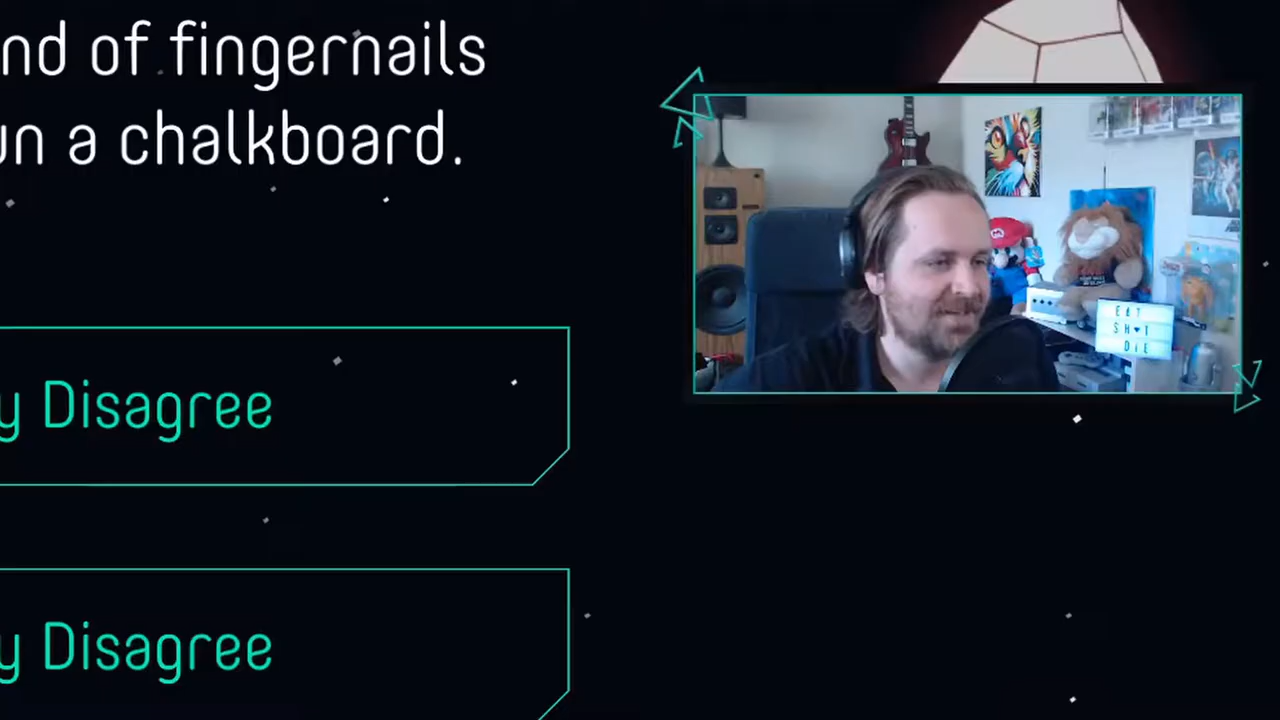 nd of fingernails
un a chalkboard.
y Disagree
y Disagree
EAT
SH♥T
DiE